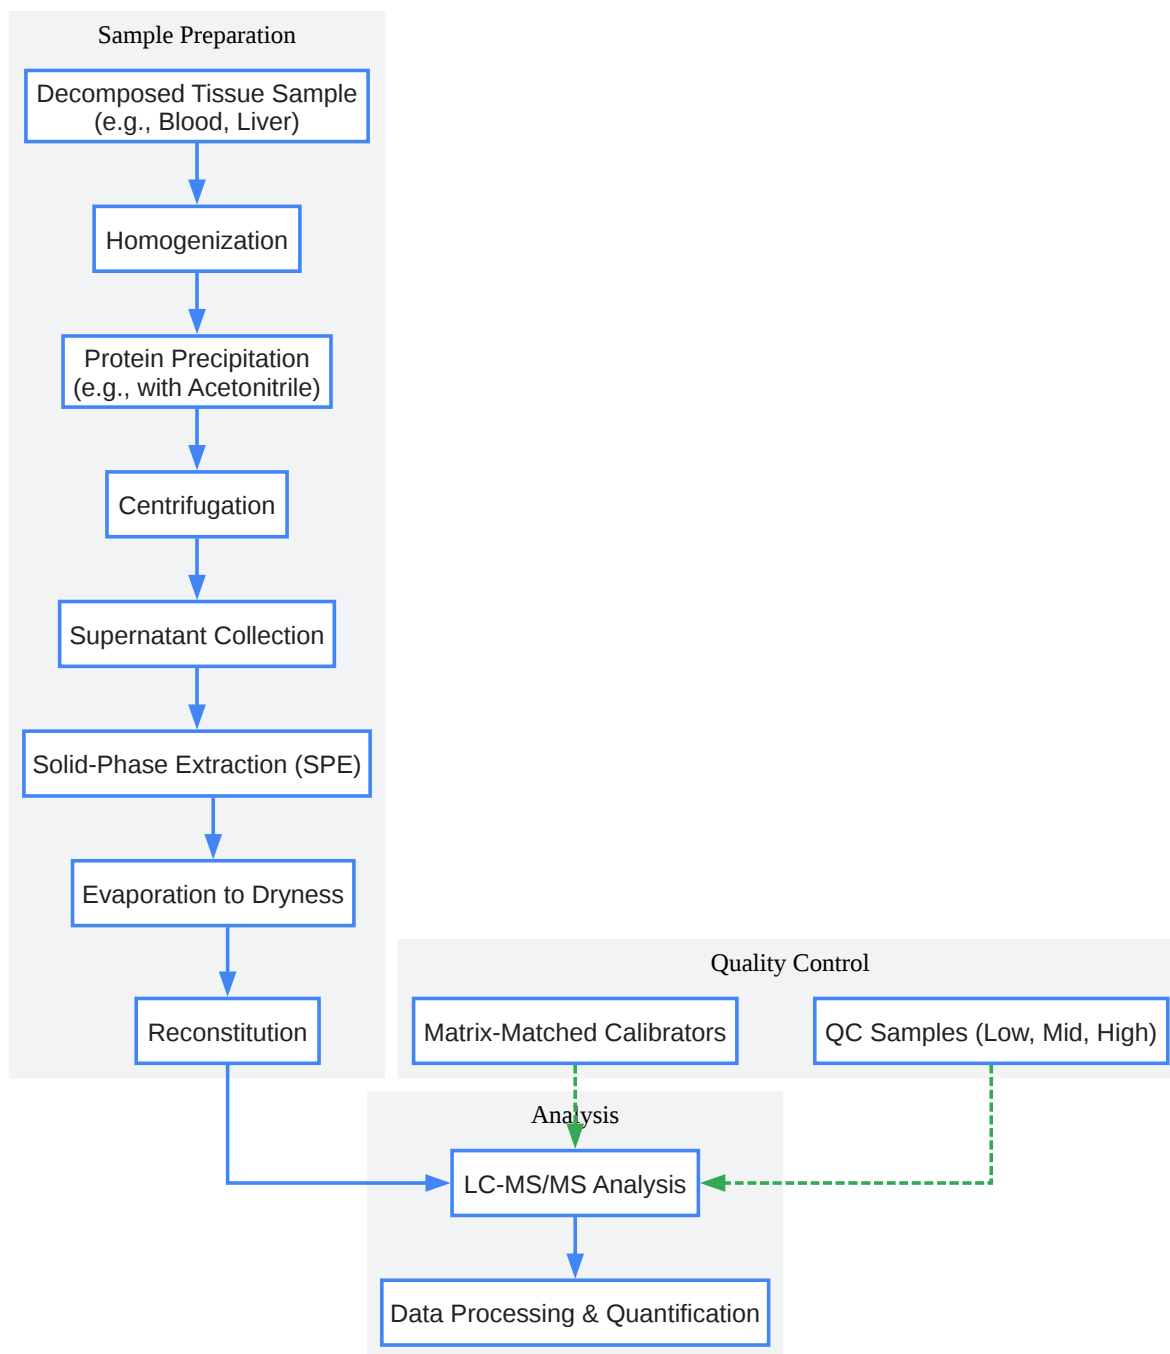 Sample Preparation
Decomposed Tissue Sample
(e.g., Blood, Liver)
Homogenization
Protein Precipitation
(e.g., with Acetonitrile)
Centrifugation
Supernatant Collection
Solid-Phase Extraction (SPE)
Evaporation to Dryness
Reconstitution
Quality Control
Matrix-Matched Calibrators
QC Samples (Low, Mid, High)
Analysis
LC-MS/MS Analysis
Data Processing & Quantification